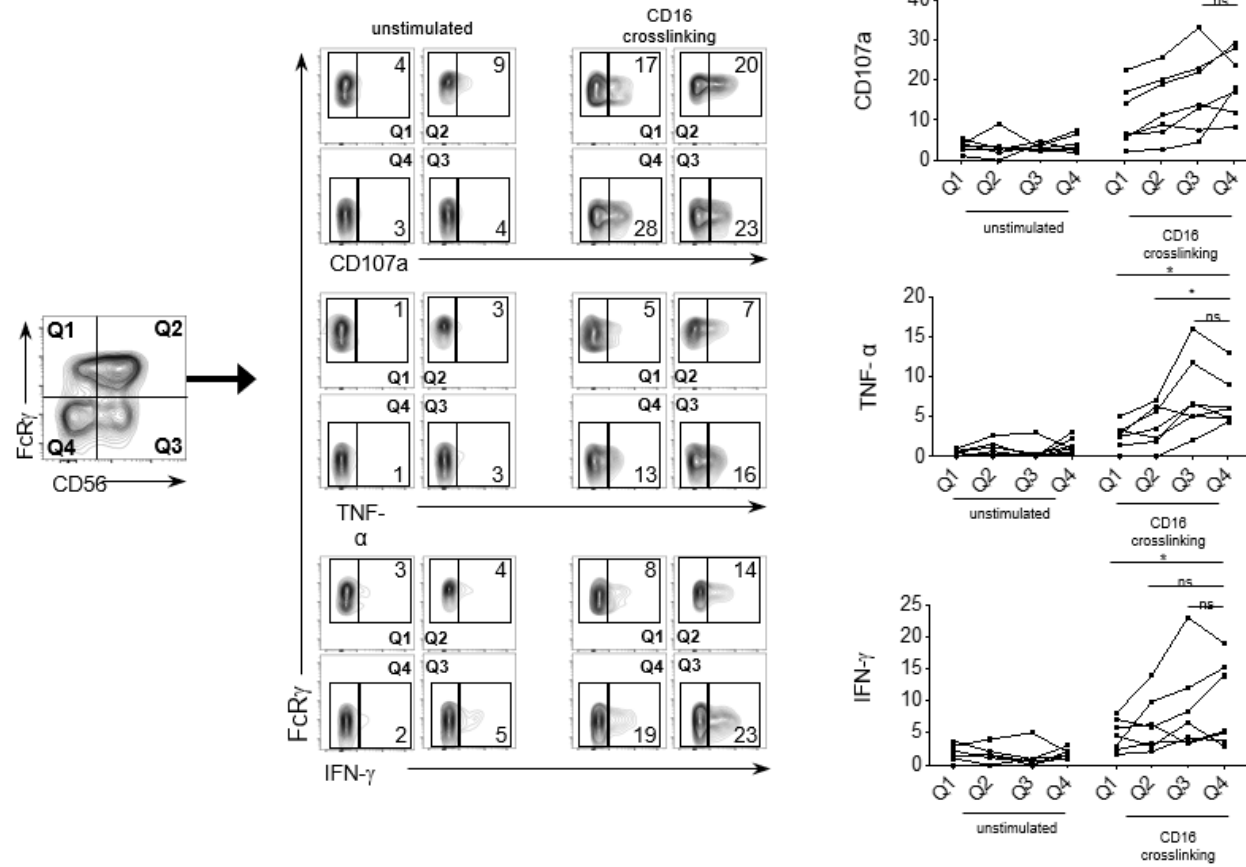 unstimulated
CD16
crosslinking
4
9
17
20
Q1
Q2
Q1
Q2
Q4
Q3
Q4
Q3
3
4
28
23
CD107a
1
3
5
7
Q1
Q2
Q1
Q2
Q4
Q3
Q4
Q3
1
3
13
16
TNF-
α
3
4
8
14
Q1
Q2
Q1
Q2
Q4
Q3
Q4
Q3
2
5
19
23
IFN-γ
FcRγ
Q1
Q2
Q4
Q3
FcRγ
CD56
ns
CD107a
40
30
20
10
0
Q1
Q2
Q3
Q4
Q1
Q2
Q3
Q4
unstimulated
CD16
crosslinking
*
*
ns
TNF- α
20
15
10
5
0
Q1
Q2
Q3
Q4
Q1
Q2
Q3
Q4
unstimulated
CD16
crosslinking
*
ns
ns
IFN-γ
25
20
15
10
5
0
Q1
Q2
Q3
Q4
Q1
Q2
Q3
Q4
unstimulated
CD16
crosslinking